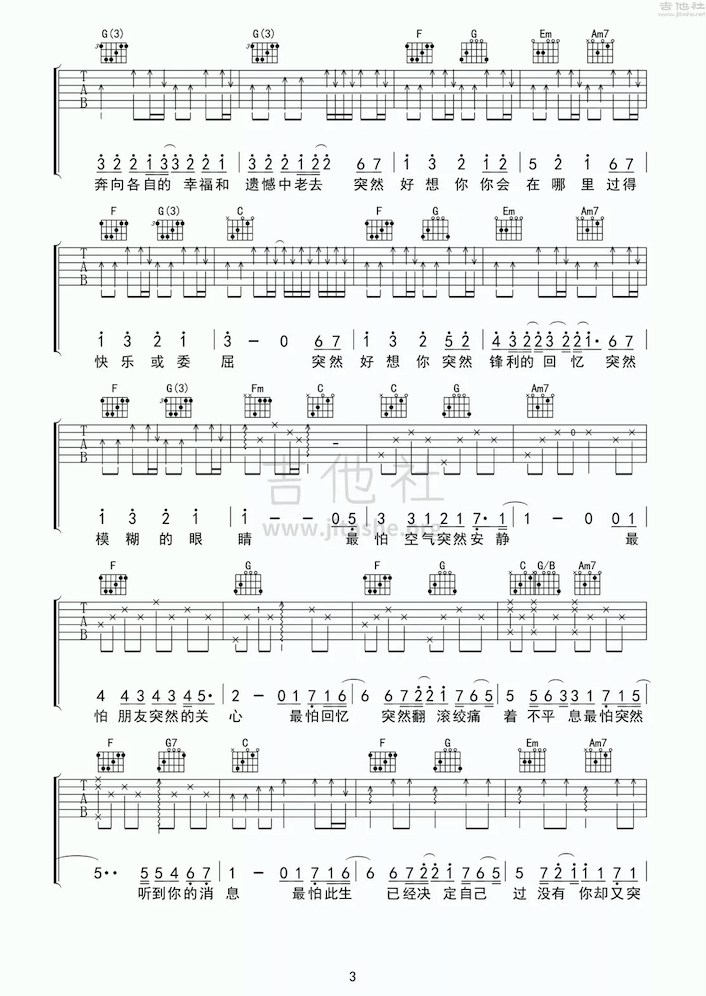 吉他社
www.jitashe.net
G(3) G(3) F G Em Am7
T A B
3 2 2 1 3 3 2 2 1 3 2 2 1 2 2 6 7 1 3 2 1 5 2 1 6 7
奔向各自的 幸福和 遗憾中老去 突然 好想你 你会 在哪里过得
F G(3) C F G Em Am7
T A B
1 3 2 1 3 - 0 6 7 1 3 2 5 2 4 3 2 2 3 2 2 1 · 6 7
快乐或委 屈 突然 好想你突然 锋利的回忆 突然
F G(3) Fm C C G Am7
T A B
0
吉他社
1 3 2 1 1 - - 0 5 3 3 1 2 1 7 · 1 1 - 0 0 1
www.jitashe.org
模糊的眼 睛 最怕 空气突然安静 最
F G F G C G/B Am7
T A B
1
4 4 3 4 3 4 5 · 2 - 0 1 7 1 6 6 6 7 2 2 1 7 6 5 5 5 6 3 3 1 7 1 5
怕 朋友突然的关 心 最怕回忆 突然翻 滚绞痛 着 不平 息最怕突然
F G7 C F G Em Am7
T A B
5 · · 5 5 4 6 7 1 - 0 1 7 1 6 6 6 7 2 2 1 7 6 5 5 7 2 1 1 1 7 1
听到你的消 息 最怕此生 已经决 定自己 过 没有 你却又突
3